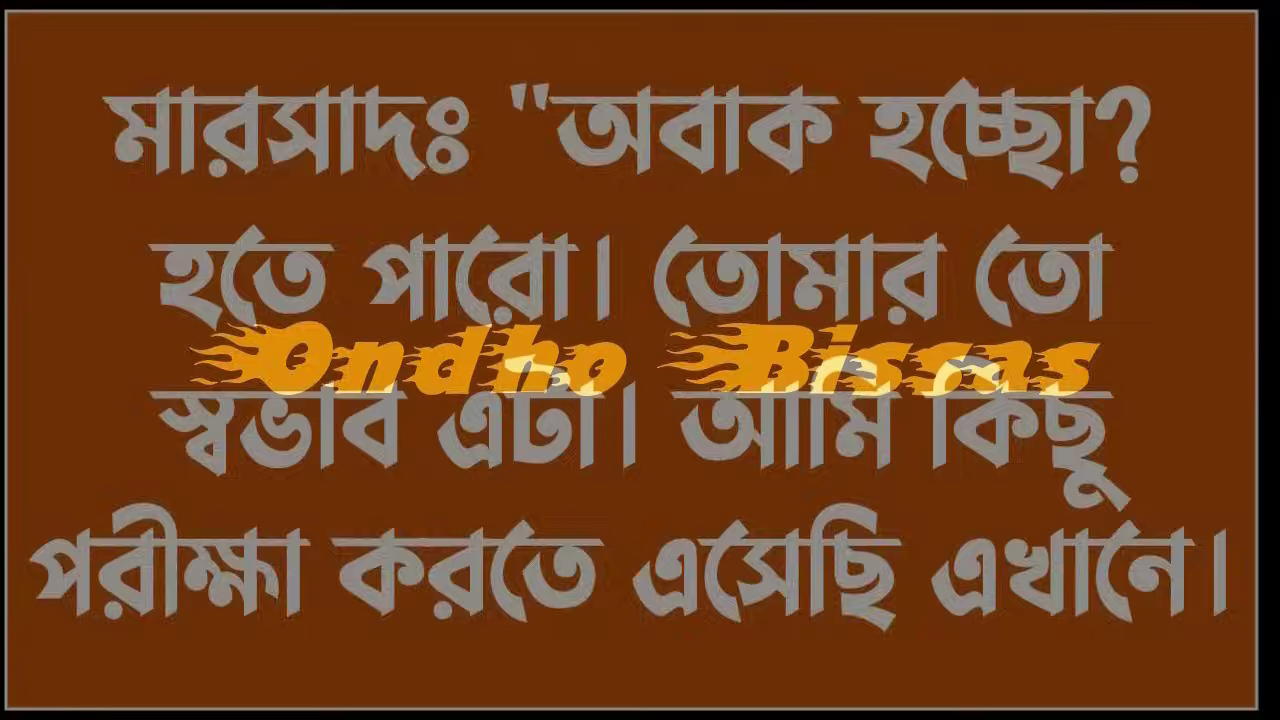 মারসাদঃ "অবাক হচ্ছো?
হতে পারো। তোমার তো
Ondho Bissas
স্বভাব এটা। আমি কিছু
পরীক্ষা করতে এসেছি এখানে।